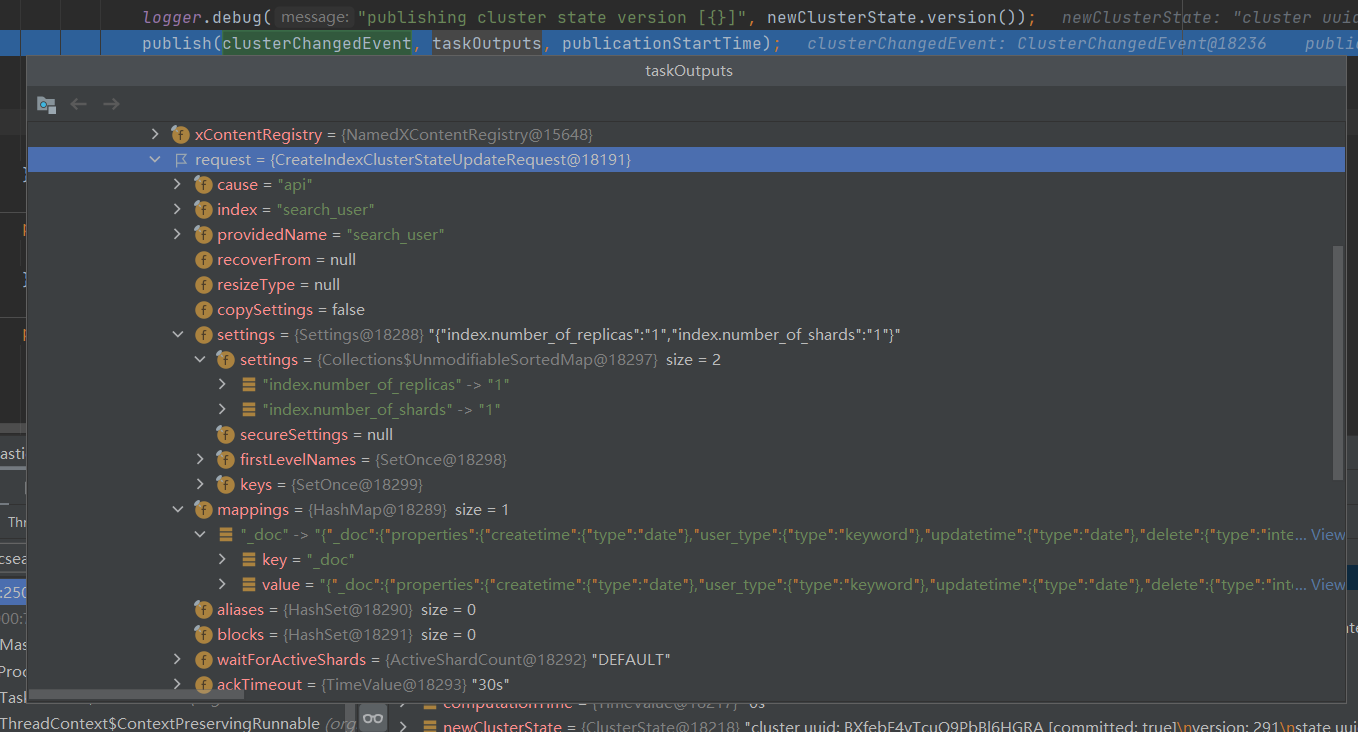 logger.debug( message: "publishing cluster state version [{}]", newClusterState.version()); newClusterState: "cluster uuid
publish(clusterChangedEvent, taskOutputs, publicationStartTime); clusterChangedEvent: ClusterChangedEvent@18236 publi
taskOutputs
xContentRegistry = {NamedXContentRegistry@15648}
request = {CreateIndexClusterStateUpdateRequest@18191}
cause = "api"
index = "search_user"
providedName = "search_user"
recoverFrom = null
resizeType = null
copySettings = false
settings = {Settings@18288} "{"index.number_of_replicas":"1","index.number_of_shards":"1"}"
settings = {Collections$UnmodifiableSortedMap@18297} size = 2
"index.number_of_replicas" -> "1"
"index.number_of_shards" -> "1"
secureSettings = null
firstLevelNames = {SetOnce@18298}
keys = {SetOnce@18299}
mappings = {HashMap@18289} size = 1
"_doc" -> "{"_doc":{"properties":{"createtime":{"type":"date"},"user_type":{"type":"keyword"},"updatetime":{"type":"date"},"delete":{"type":"inte... View
key = "_doc"
value = "{"_doc":{"properties":{"createtime":{"type":"date"},"user_type":{"type":"keyword"},"updatetime":{"type":"date"},"delete":{"type":"int... View
aliases = {HashSet@18290} size = 0
blocks = {HashSet@18291} size = 0
waitForActiveShards = {ActiveShardCount@18292} "DEFAULT"
ackTimeout = {TimeValue@18293} "30s"
asti
Thr
csea
:250
Mas
Proc
Task
ThreadContext$ContextPreservingRunnable (org
newClusterState = {ClusterState@18218} "cluster uuid: BXfebF4vTcuO9PbBl6HGRA [committed: true]\nversion: 291\nstate uuid